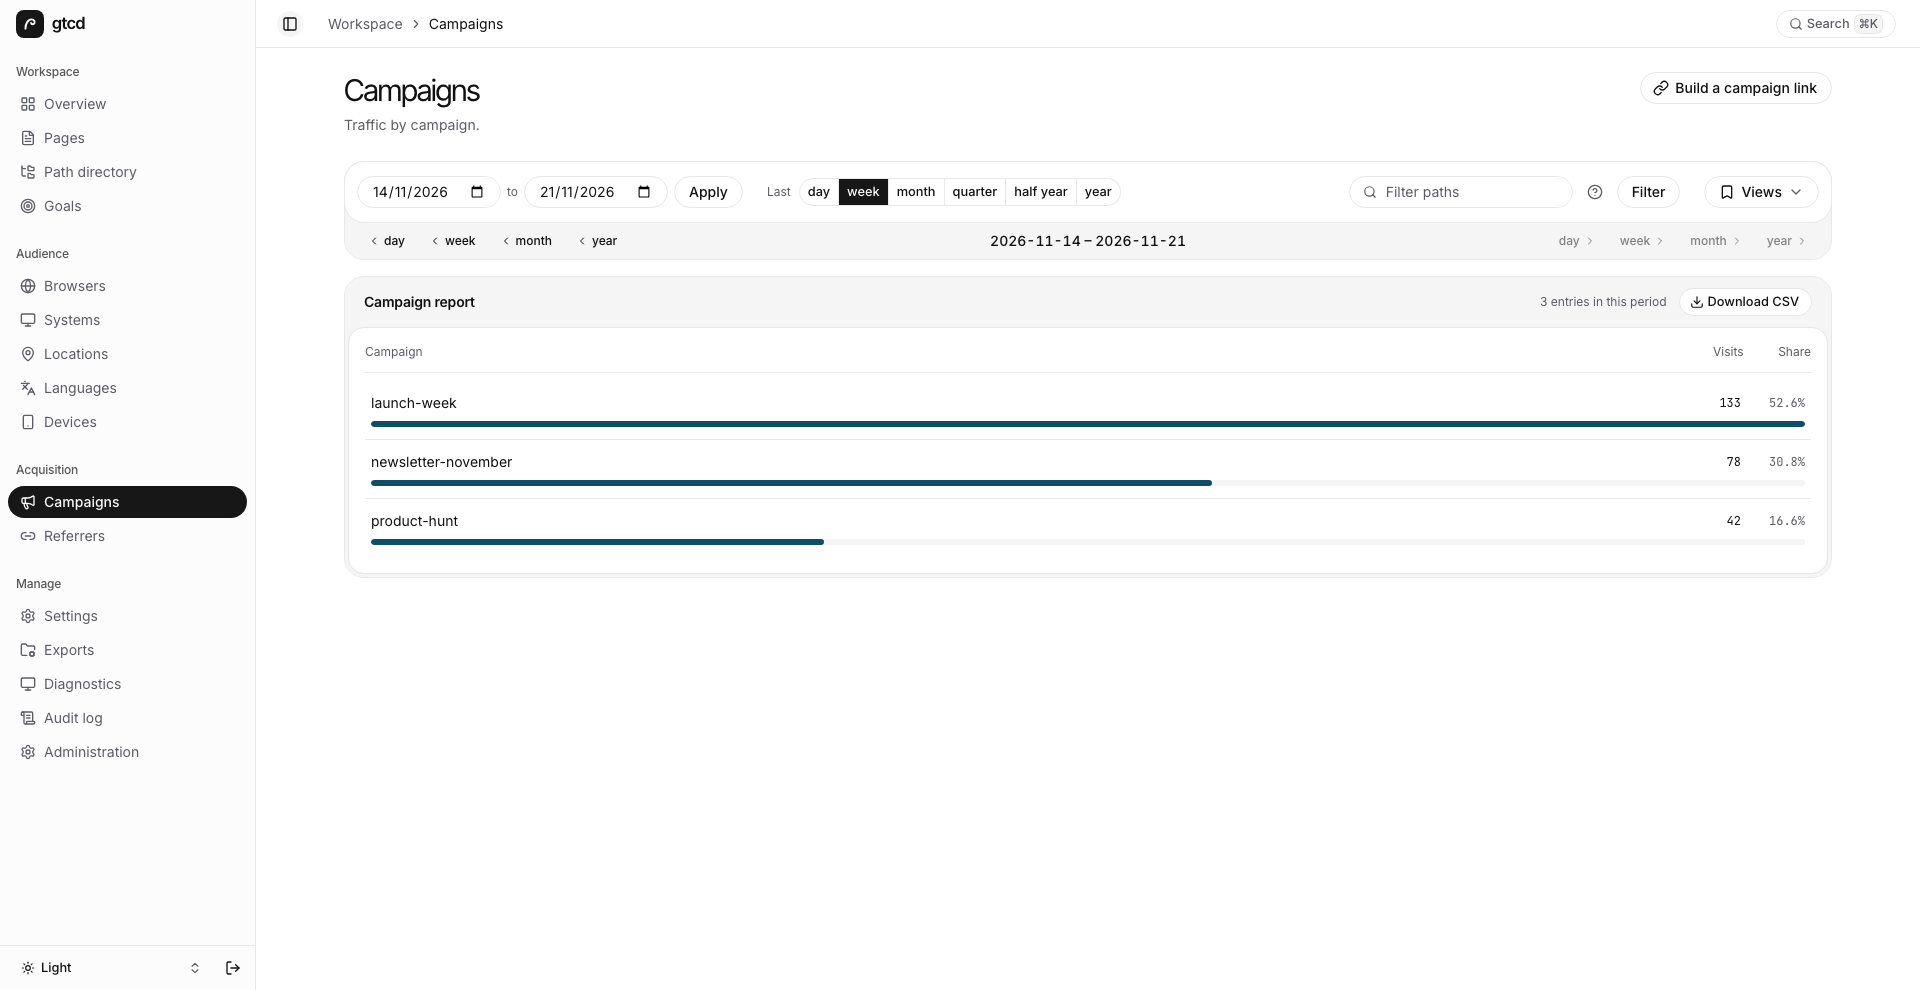 gtcd
Workspace
Overview
Pages
Path directory
Goals
Audience
Browsers
Systems
Locations
Languages
Devices
Acquisition
Campaigns
Referrers
Manage
Settings
Exports
Diagnostics
Audit log
Administration
Light
Workspace > Campaigns
Search ⌘K
Campaigns
Traffic by campaign.
Build a campaign link
14/11/2026 to 21/11/2026 Apply Last day week month quarter half year year Filter paths Filter Views
day week month year 2026-11-14 – 2026-11-21 day week month year
Campaign report 3 entries in this period Download CSV
Campaign Visits Share
launch-week 133 52.6%
newsletter-november 78 30.8%
product-hunt 42 16.6%